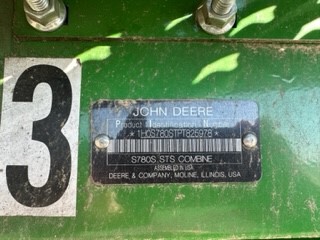 3
JOHN DEERE
Product Identification Number
*1H0S780STPT825978*
S780S STS COMBINE
ASSEMBLED IN USA
DEERE & COMPANY, MOLINE, ILLINOIS, USA